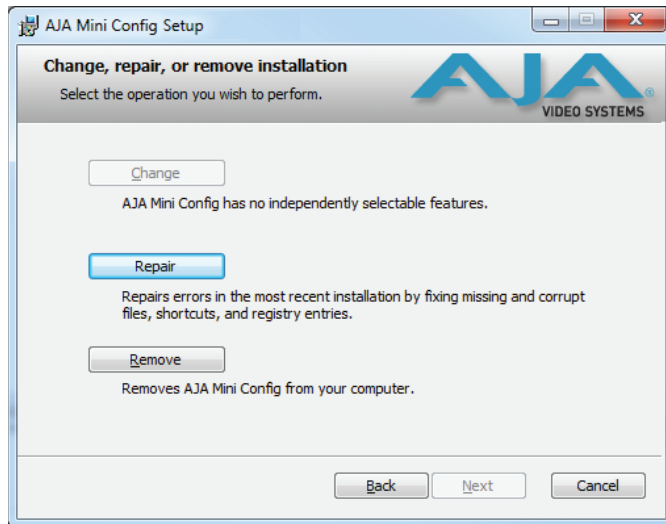 AJA Mini Config Setup
Change, repair, or remove installation
Select the operation you wish to perform.
AJA
®
VIDEO SYSTEMS
Change
AJA Mini Config has no independently selectable features.
Repair
Repairs errors in the most recent installation by fixing missing and corrupt
files, shortcuts, and registry entries.
Remove
Removes AJA Mini Config from your computer.
Back
Next
Cancel